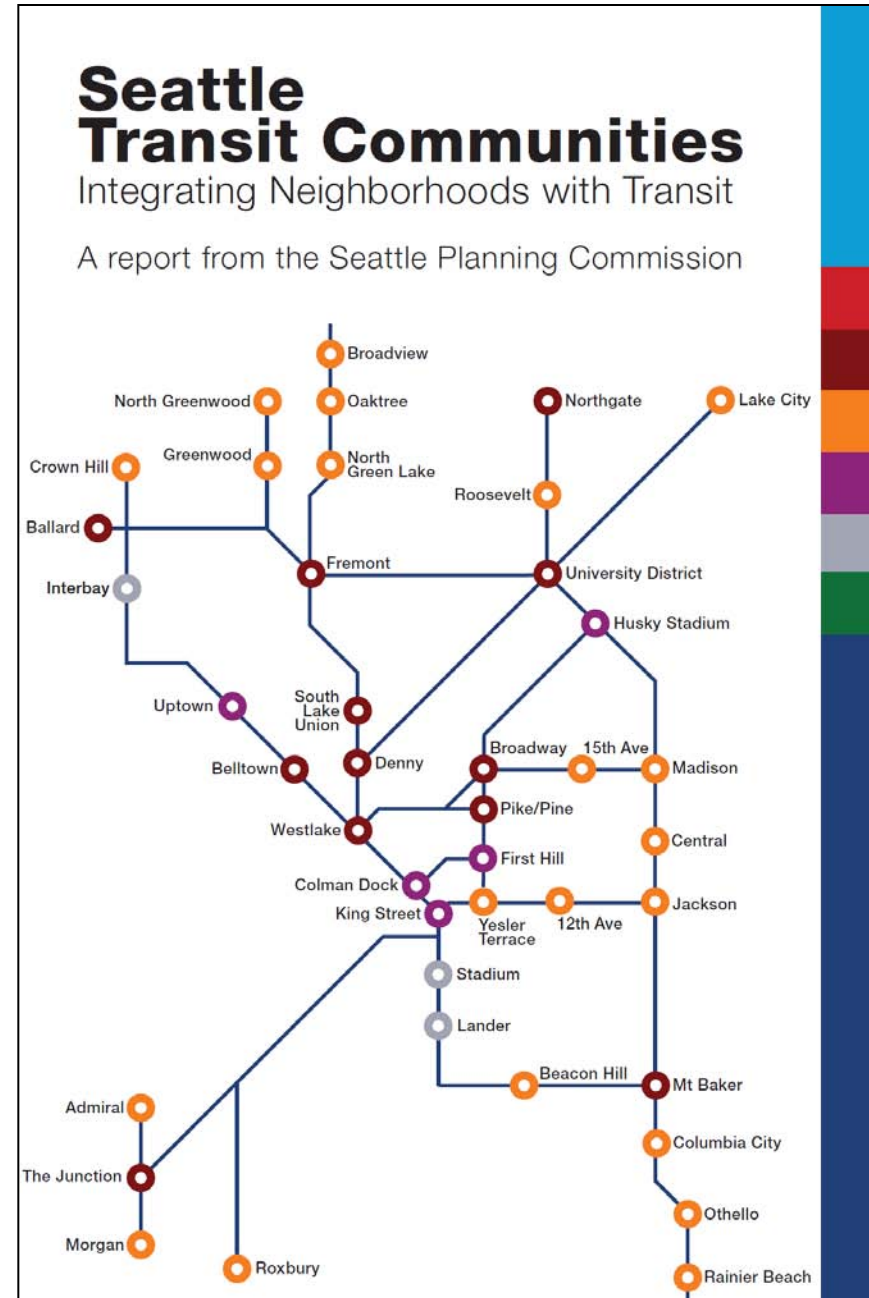 Seattle
Transit Communities
Integrating Neighborhoods with Transit
A report from the Seattle Planning Commission
Broadview
North Greenwood
Oaktree
Northgate
Lake City
Crown Hill
Greenwood
North
Green Lake
Roosevelt
Ballard
Fremont
University District
Interbay
Husky Stadium
Uptown
South
Lake
Union
Belltown
Denny
Broadway
15th Ave
Madison
Westlake
Pike/Pine
Central
First Hill
Colman Dock
King Street
Yesler
Terrace
12th Ave
Jackson
Stadium
Lander
Beacon Hill
Mt Baker
Admiral
Columbia City
The Junction
Othello
Morgan
Roxbury
Rainier Beach